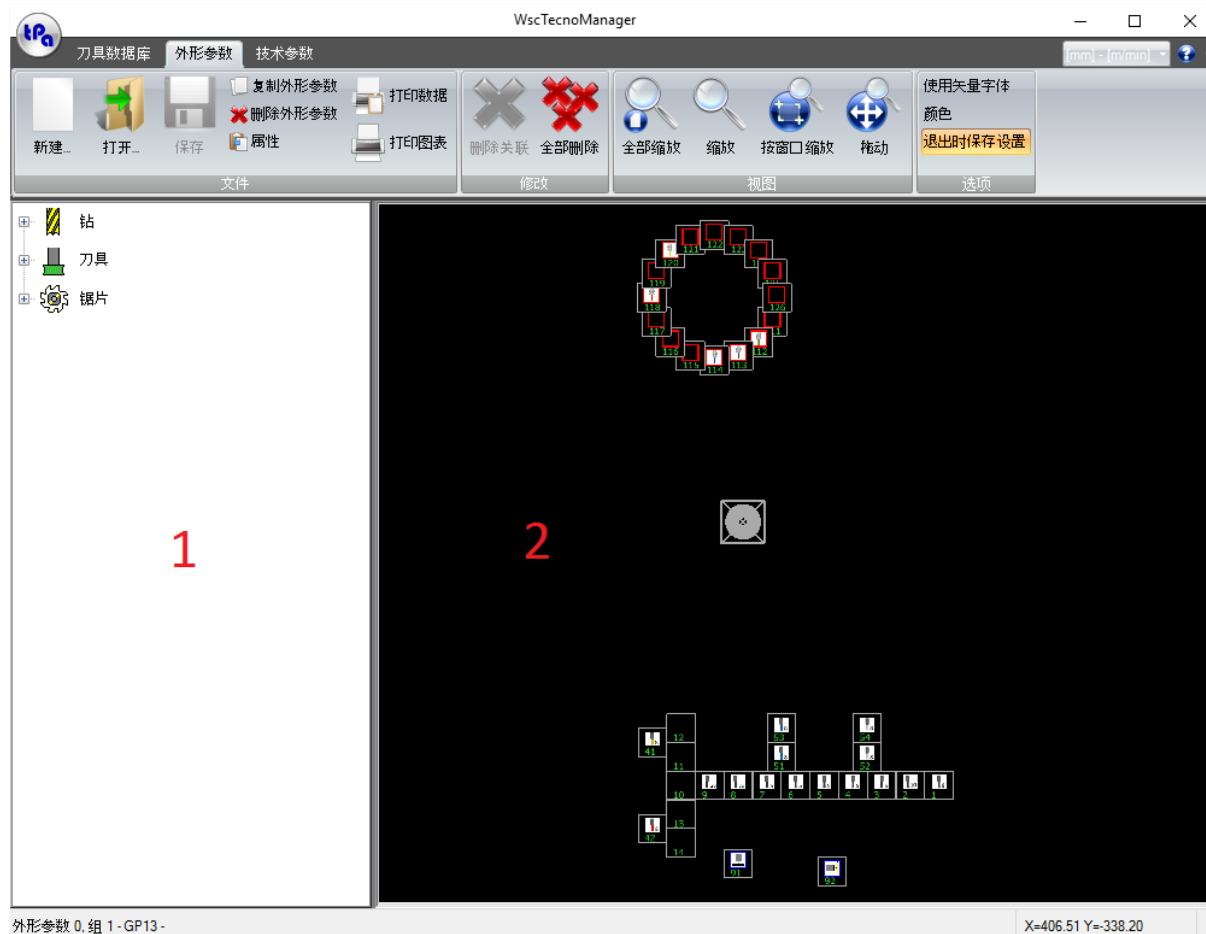 WscTecnoManager
tPa
刀具数据库 外形参数 技术参数 [mm] - [m/min]
新建... 打开... 保存
复制外形参数
删除外形参数
属性
打印数据
打印图表
文件
删除关联 全部删除
修改
全部缩放 缩放 按窗口缩放 拖动
视图
使用矢量字体
颜色
退出时保存设置
选项
钻
刀具
锯片
1
2
121 122
120
119
118 126
117
116
115 114 113 112
12 53 54
41
11 51 52
10 9 8 7 6 5 4 3 2 1
13
42
14
91 92
外形参数 0, 组 1 - GP13 -
X=406.51 Y=-338.20